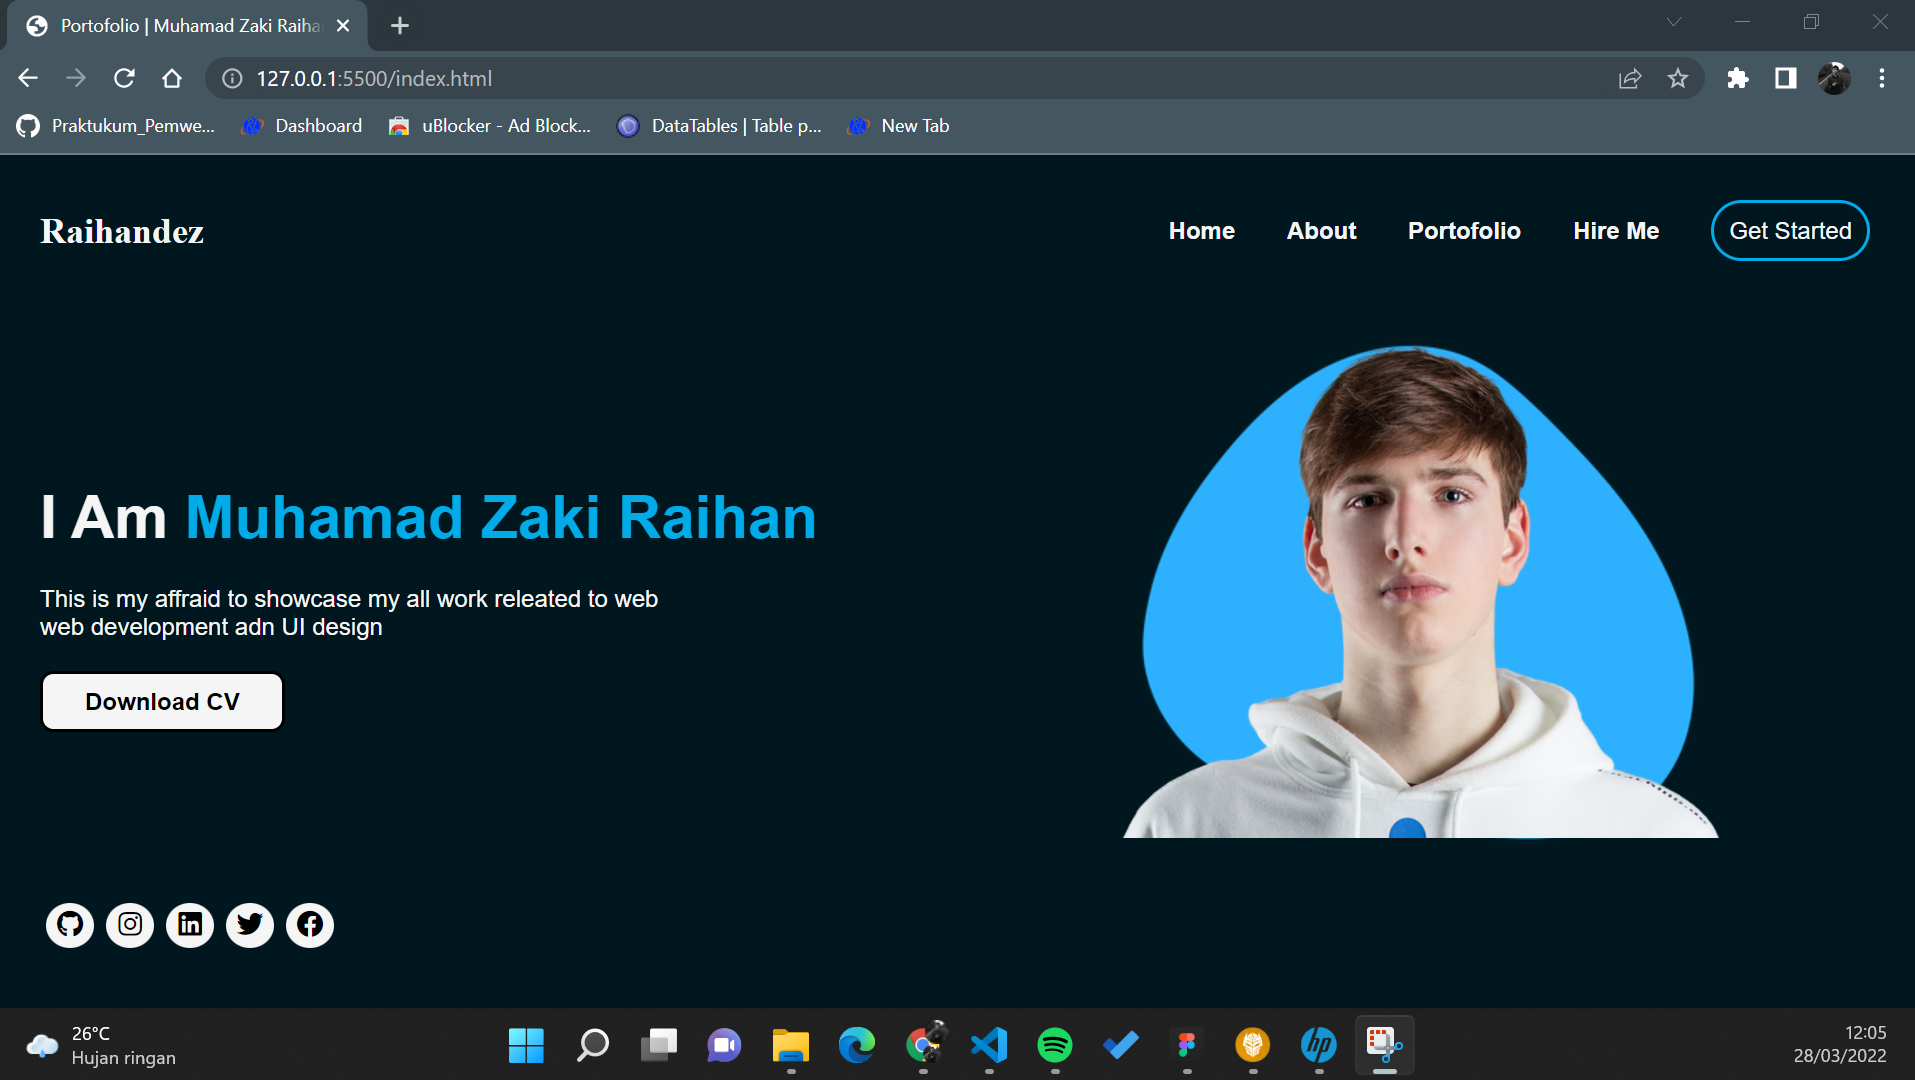 Portofolio | Muhamad Zaki Raiha
127.0.0.1:5500/index.html
Praktukum_Pemwe... Dashboard uBlocker - Ad Block... DataTables | Table p... New Tab
Raihandez
Home About Portofolio Hire Me Get Started
I Am Muhamad Zaki Raihan
This is my affraid to showcase my all work releated to web
web development adn UI design
Download CV
26°C
Hujan ringan
12:05
28/03/2022